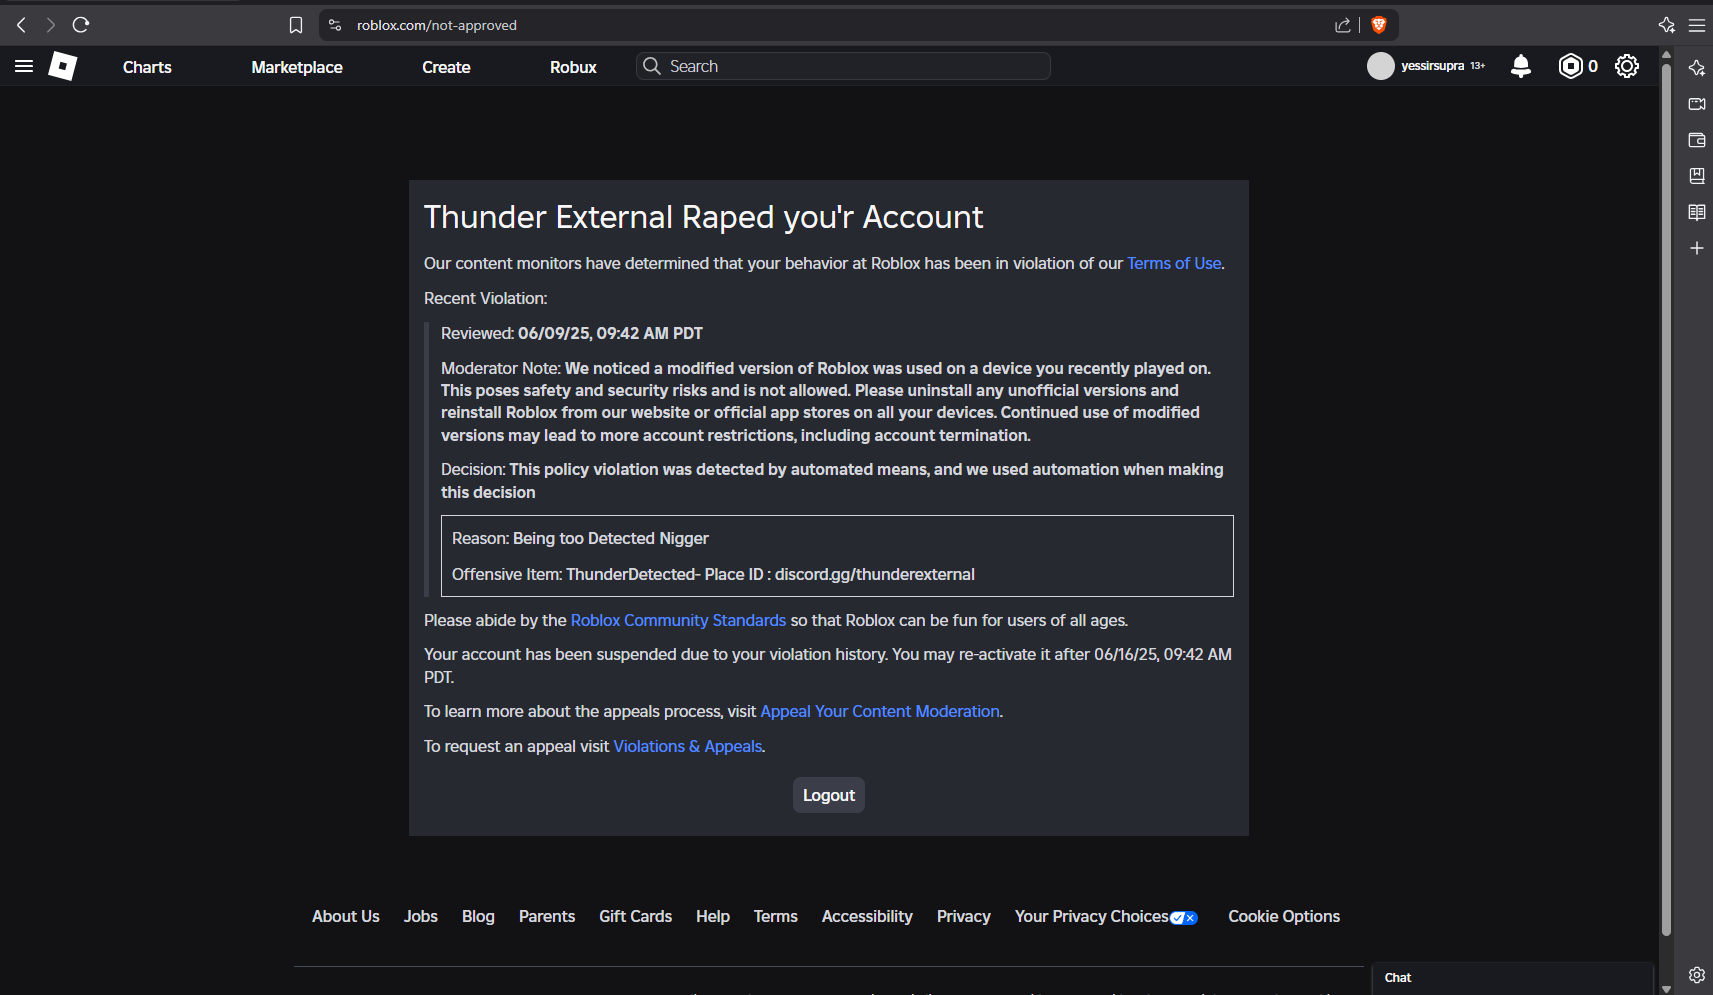 roblox.com/not-approved
Charts
Marketplace
Create
Robux
Search
yessirsupra 13+
0
Thunder External Raped you'r Account
Our content monitors have determined that your behavior at Roblox has been in violation of our Terms of Use.
Recent Violation:
Reviewed: 06/09/25, 09:42 AM PDT
Moderator Note: We noticed a modified version of Roblox was used on a device you recently played on.
This poses safety and security risks and is not allowed. Please uninstall any unofficial versions and
reinstall Roblox from our website or official app stores on all your devices. Continued use of modified
versions may lead to more account restrictions, including account termination.
Decision: This policy violation was detected by automated means, and we used automation when making
this decision
Reason: Being too Detected Nigger
Offensive Item: ThunderDetected- Place ID : discord.gg/thunderexternal
Please abide by the Roblox Community Standards so that Roblox can be fun for users of all ages.
Your account has been suspended due to your violation history. You may re-activate it after 06/16/25, 09:42 AM
PDT.
To learn more about the appeals process, visit Appeal Your Content Moderation.
To request an appeal visit Violations & Appeals.
Logout
About Us
Jobs
Blog
Parents
Gift Cards
Help
Terms
Accessibility
Privacy
Your Privacy Choices
Cookie Options
Chat